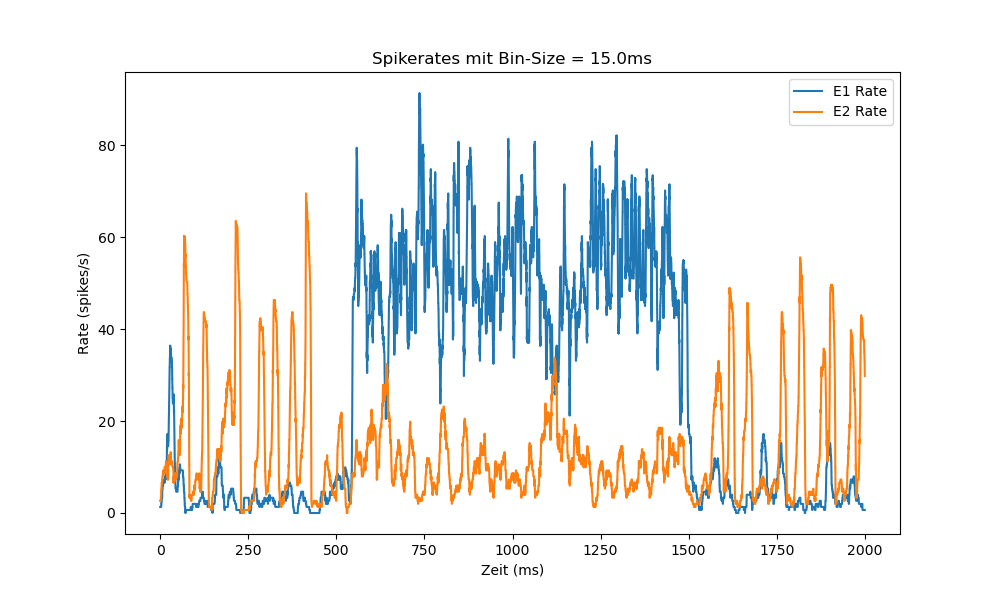 Spikerates mit Bin-Size = 15.0ms
E1 Rate
E2 Rate
Rate (spikes/s)
80
60
40
20
0
0 250 500 750 1000 1250 1500 1750 2000
Zeit (ms)